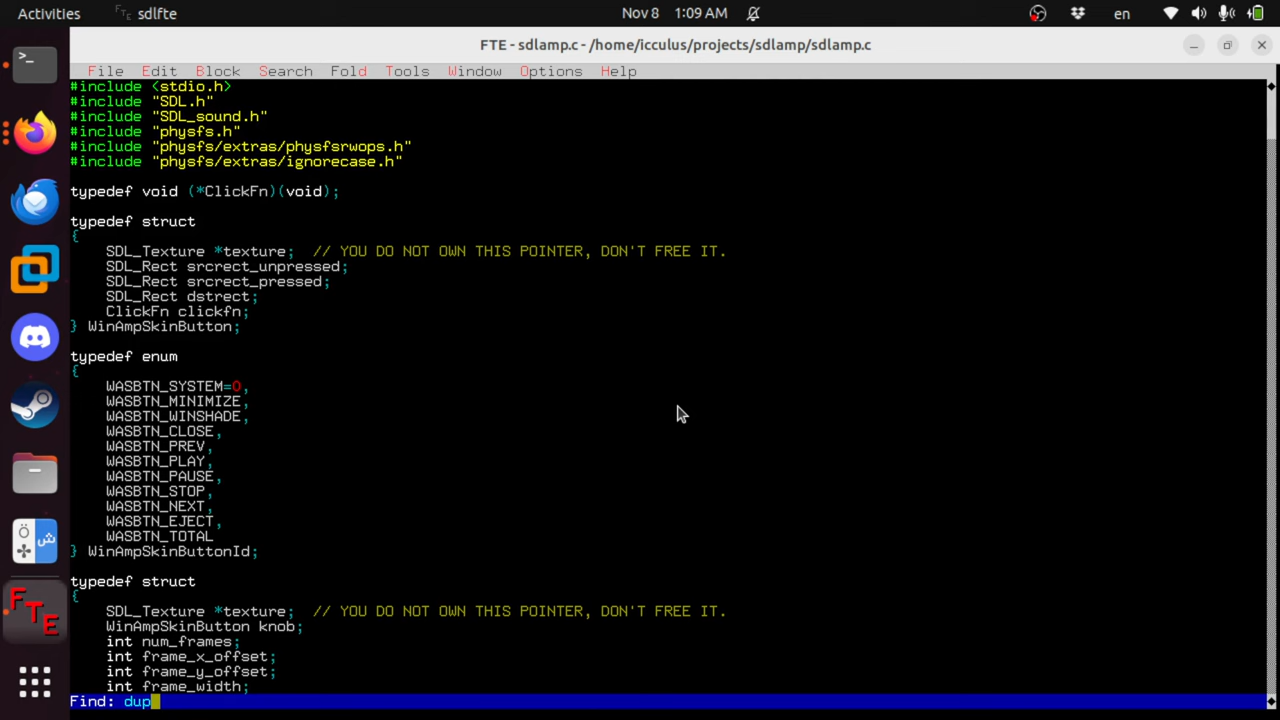 Activities sdlfte Nov 8 1:09 AM en
FTE - sdlamp.c - /home/icculus/projects/sdlamp/sdlamp.c
File Edit Block Search Fold Tools Window Options Help
#include <stdio.h>
#include "SDL.h"
#include "SDL_sound.h"
#include "physfs.h"
#include "physfs/extras/physfsrwops.h"
#include "physfs/extras/ignorecase.h"
typedef void (*ClickFn)(void);
typedef struct
{
SDL_Texture *texture; // YOU DO NOT OWN THIS POINTER, DON'T FREE IT.
SDL_Rect srcrect_unpressed;
SDL_Rect srcrect_pressed;
SDL_Rect dstrect;
ClickFn clickfn;
} WinAmpSkinButton;
typedef enum
{
WASBTN_SYSTEM=0,
WASBTN_MINIMIZE,
WASBTN_WINSHADE,
WASBTN_CLOSE,
WASBTN_PREV,
WASBTN_PLAY,
WASBTN_PAUSE,
WASBTN_STOP,
WASBTN_NEXT,
WASBTN_EJECT,
WASBTN_TOTAL
} WinAmpSkinButtonId;
typedef struct
{
SDL_Texture *texture; // YOU DO NOT OWN THIS POINTER, DON'T FREE IT.
WinAmpSkinButton knob;
int num_frames;
int frame_x_offset;
int frame_y_offset;
int frame_width;
Find: dup
>_
Ö ش
FTE